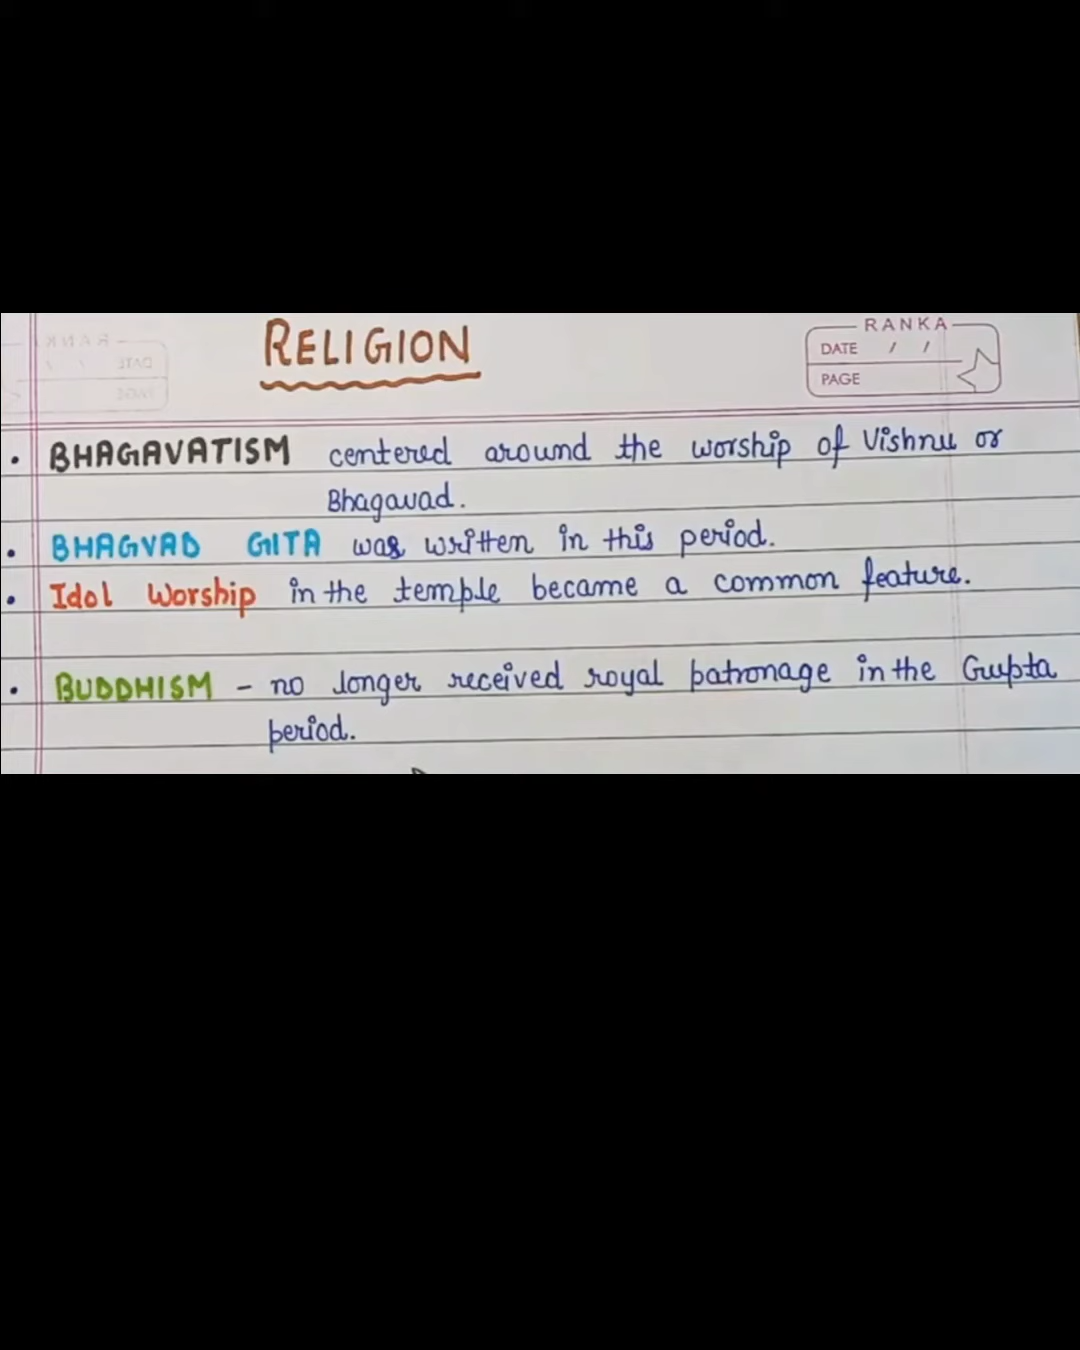 RELIGION
RANKA
DATE / /
PAGE
• BHAGAVATISM centered around the worship of Vishnu or
Bhagavad.
• BHAGVAD GITA was written in this period.
• Idol Worship in the temple became a common feature.
• BUDDHISM - no longer received royal patronage in the Gupta
period.